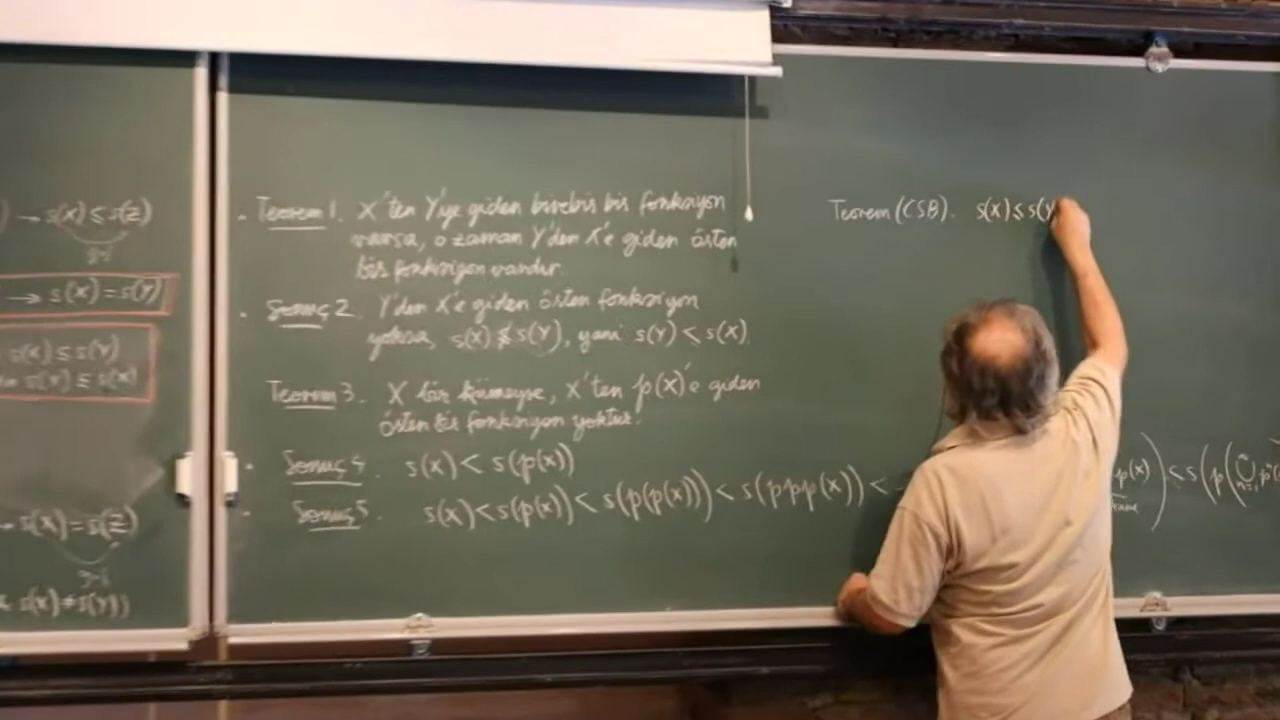 ) → s(X) ≤ s(Z)
→ s(X) = s(Y)
s(X) ≤ s(Y)
s(Y) ≤ s(X)
s(X) = s(Z)
s(X) ≠ s(Y))
. Teorem 1. X'ten Y'ye giden birebir bir fonksiyon
varsa, o zaman Y'den X'e giden örten
bir fonksiyon vardır.
. Sonuç 2. Y'den X'e giden örten fonksiyon
yoksa, s(X) ≰ s(Y), yani s(Y) < s(X)
Teorem 3. X bir kümeyse, X'ten p(X)'e giden
örten bir fonksiyon yoktur.
. Sonuç 4. s(X) < s(p(X))
. Sonuç 5. s(X) < s(p(X)) < s(p(p(X))) < s(p p p(X)) <
p(X)) < s(p(
Teorem (CSB). s(X) ≤ s(Y